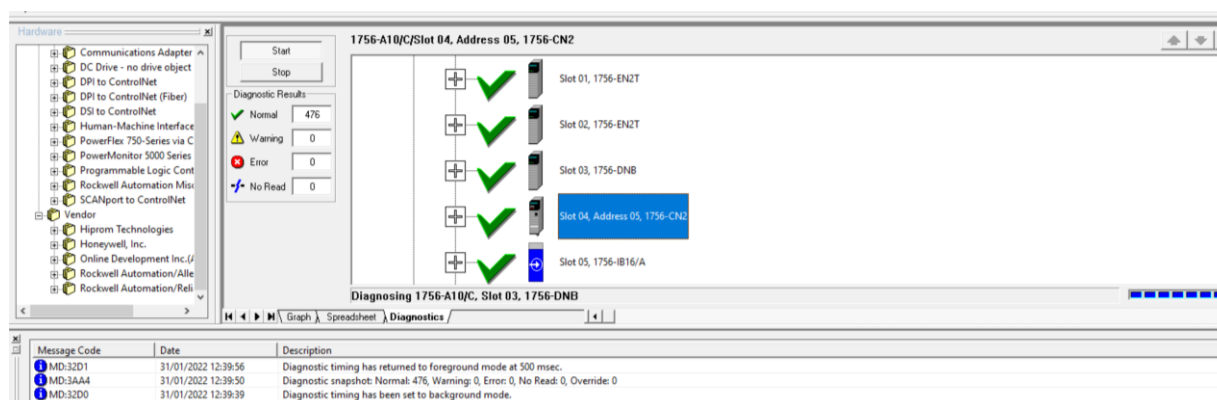 Hardware
Communications Adapter
DC Drive - no drive object
DPI to ControlNet
DPI to ControlNet (Fiber)
DSI to ControlNet
Human-Machine Interface
PowerFlex 750-Series via C
PowerMonitor 5000 Series
Programmable Logic Cont
Rockwell Automation Misc
SCANport to ControlNet
Vendor
Hiprom Technologies
Honeywell, Inc.
Online Development Inc.(A
Rockwell Automation/Alle
Rockwell Automation/Reli
Start
Stop
Diagnostic Results
Normal 476
Warning 0
Error 0
No Read 0
1756-A10/C/Slot 04, Address 05, 1756-CN2
Slot 01, 1756-EN2T
Slot 02, 1756-EN2T
Slot 03, 1756-DNB
Slot 04, Address 05, 1756-CN2
Slot 05, 1756-IB16/A
Diagnosing 1756-A10/C, Slot 03, 1756-DNB
Graph Spreadsheet Diagnostics
Message Code Date Description
MD:32D1 31/01/2022 12:39:56 Diagnostic timing has returned to foreground mode at 500 msec.
MD:3AA4 31/01/2022 12:39:50 Diagnostic snapshot: Normal: 476, Warning: 0, Error: 0, No Read: 0, Override: 0
MD:32D0 31/01/2022 12:39:39 Diagnostic timing has been set to background mode.